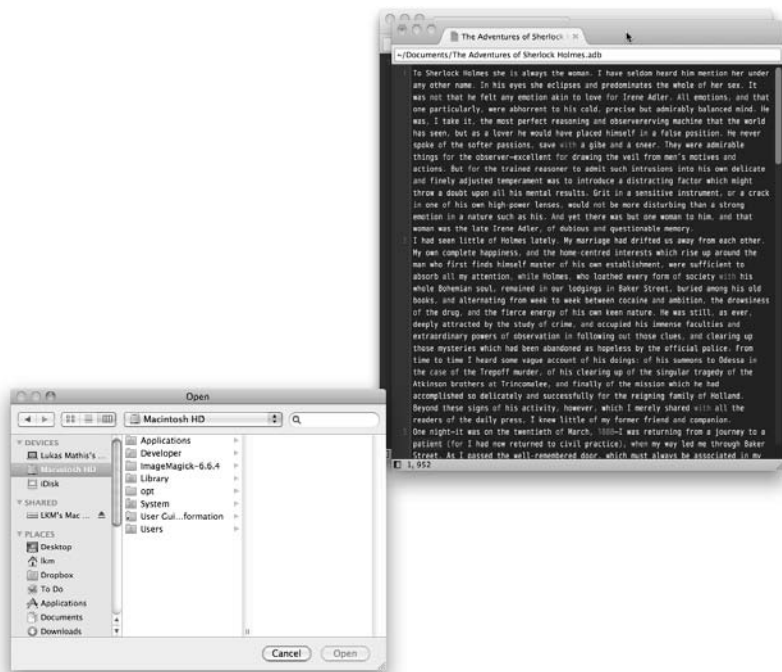 The Adventures of Sherlock
~/Documents/The Adventures of Sherlock Holmes.adb
1 To Sherlock Holmes she is always the woman. I have seldom heard him mention her under
any other name. In his eyes she eclipses and predominates the whole of her sex. It
was not that he felt any emotion akin to love for Irene Adler. All emotions, and that
one particularly, were abhorrent to his cold, precise but admirably balanced mind. He
was, I take it, the most perfect reasoning and observerving machine that the world
has seen, but as a lover he would have placed himself in a false position. He never
spoke of the softer passions, save with a gibe and a sneer. They were admirable
things for the observer—excellent for drawing the veil from men's motives and
actions. But for the trained reasoner to admit such intrusions into his own delicate
and finely adjusted temperament was to introduce a distracting factor which might
throw a doubt upon all his mental results. Grit in a sensitive instrument, or a crack
in one of his own high-power lenses, would not be more disturbing than a strong
emotion in a nature such as his. And yet there was but one woman to him, and that
woman was the late Irene Adler, of dubious and questionable memory.
2 I had seen little of Holmes lately. My marriage had drifted us away from each other.
My own complete happiness, and the home-centred interests which rise up around the
man who first finds himself master of his own establishment, were sufficient to
absorb all my attention, while Holmes, who loathed every form of society with his
whole Bohemian soul, remained in our lodgings in Baker Street, buried among his old
books, and alternating from week to week between cocaine and ambition, the drowsiness
of the drug, and the fierce energy of his own keen nature. He was still, as ever,
deeply attracted by the study of crime, and occupied his immense faculties and
extraordinary powers of observation in following out those clues, and clearing up
those mysteries which had been abandoned as hopeless by the official police. From
time to time I heard some vague account of his doings: of his summons to Odessa in
the case of the Trepoff murder, of his clearing up of the singular tragedy of the
Atkinson brothers at Trincomalee, and finally of the mission which he had
accomplished so delicately and successfully for the reigning family of Holland.
Beyond these signs of his activity, however, which I merely shared with all the
readers of the daily press, I knew little of my former friend and companion.
3 One night—it was on the twentieth of March, 1888—I was returning from a journey to a
patient (for I had now returned to civil practice), when my way led me through Baker
Street. As I passed the well-remembered door, which must always be associated in my
1, 952
Open
Macintosh HD
DEVICES
Lukas Mathis's ...
Macintosh HD
iDisk
SHARED
LKM's Mac ...
PLACES
Desktop
lkm
Dropbox
To Do
Applications
Documents
Downloads
Applications
Developer
ImageMagick-6.6.4
Library
opt
System
User Gui...formation
Users
Cancel
Open